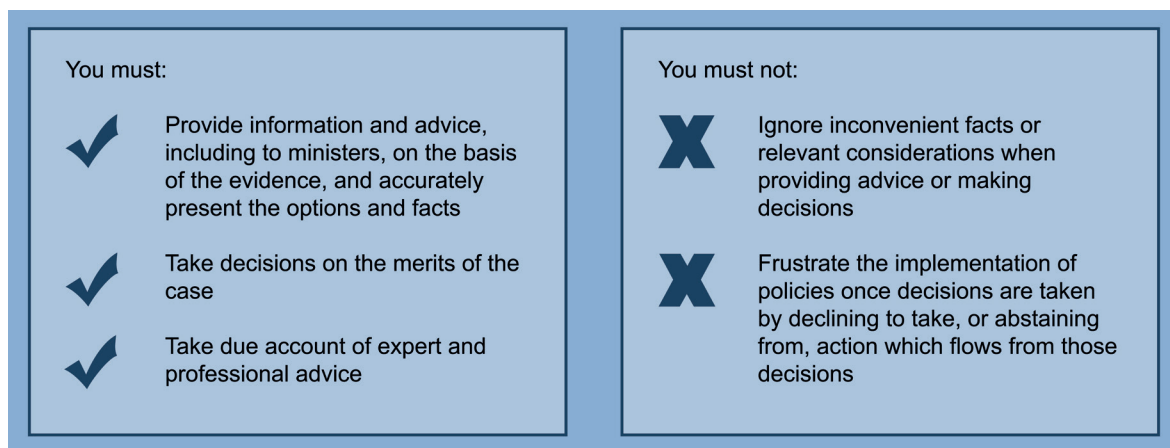 You must:
Provide information and advice,
including to ministers, on the basis
of the evidence, and accurately
present the options and facts
Take decisions on the merits of the
case
Take due account of expert and
professional advice
You must not:
Ignore inconvenient facts or
relevant considerations when
providing advice or making
decisions
Frustrate the implementation of
policies once decisions are taken
by declining to take, or abstaining
from, action which flows from those
decisions